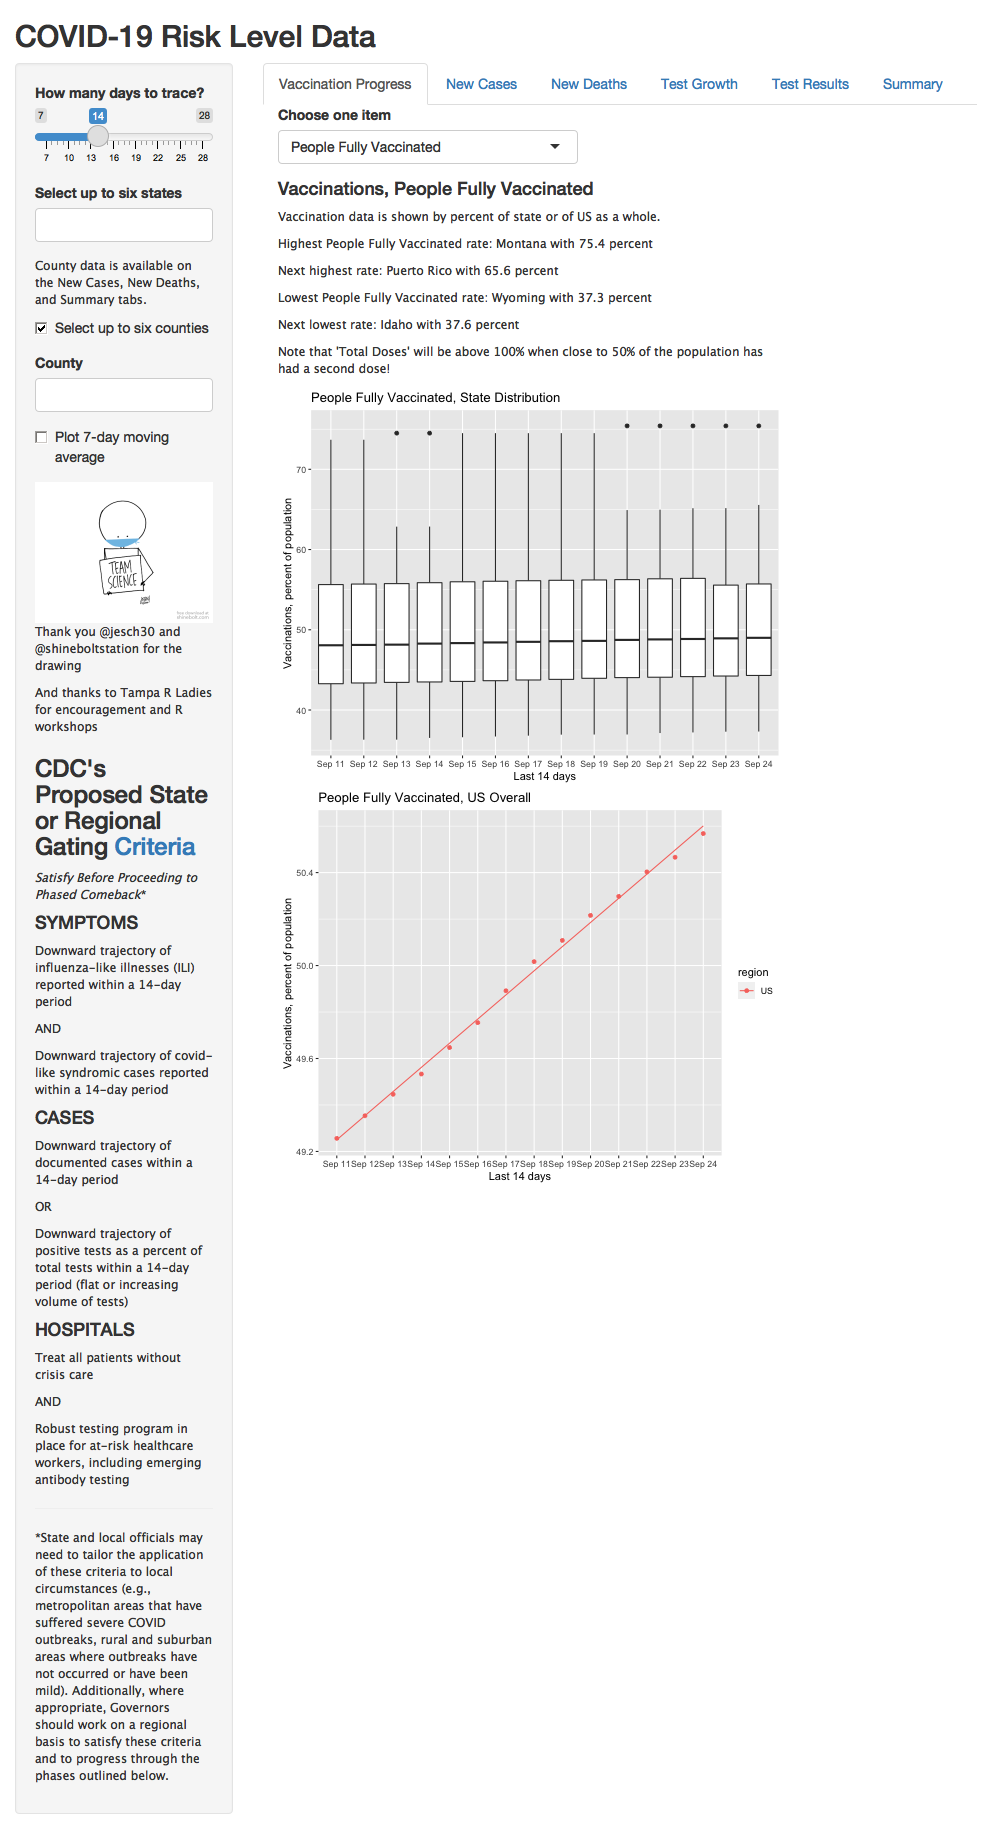 COVID-19 Risk Level Data
How many days to trace?
7
14
28
7 10 13 16 19 22 25 28
Select up to six states
County data is available on
the New Cases, New Deaths,
and Summary tabs.
Select up to six counties
County
Plot 7-day moving
average
TEAM
SCIENCE
Thank you @jesch30 and
@shineboltstation for the
drawing
And thanks to Tampa R Ladies
for encouragement and R
workshops
CDC's
Proposed State
or Regional
Gating Criteria
Satisfy Before Proceeding to
Phased Comeback*
SYMPTOMS
Downward trajectory of
influenza-like illnesses (ILI)
reported within a 14-day
period
AND
Downward trajectory of covid-
like syndromic cases reported
within a 14-day period
CASES
Downward trajectory of
documented cases within a
14-day period
OR
Downward trajectory of
positive tests as a percent of
total tests within a 14-day
period (flat or increasing
volume of tests)
HOSPITALS
Treat all patients without
crisis care
AND
Robust testing program in
place for at-risk healthcare
workers, including emerging
antibody testing
*State and local officials may
need to tailor the application
of these criteria to local
circumstances (e.g.,
metropolitan areas that have
suffered severe COVID
outbreaks, rural and suburban
areas where outbreaks have
not occurred or have been
mild). Additionally, where
appropriate, Governors
should work on a regional
basis to satisfy these criteria
and to progress through the
phases outlined below.
Vaccination Progress New Cases New Deaths Test Growth Test Results Summary
Choose one item
People Fully Vaccinated
Vaccinations, People Fully Vaccinated
Vaccination data is shown by percent of state or of US as a whole.
Highest People Fully Vaccinated rate: Montana with 75.4 percent
Next highest rate: Puerto Rico with 65.6 percent
Lowest People Fully Vaccinated rate: Wyoming with 37.3 percent
Next lowest rate: Idaho with 37.6 percent
Note that 'Total Doses' will be above 100% when close to 50% of the population has
had a second dose!
People Fully Vaccinated, State Distribution
Vaccinations, percent of population
70
60
50
40
Sep 11 Sep 12 Sep 13 Sep 14 Sep 15 Sep 16 Sep 17 Sep 18 Sep 19 Sep 20 Sep 21 Sep 22 Sep 23 Sep 24
Last 14 days
People Fully Vaccinated, US Overall
Vaccinations, percent of population
50.4
50.0
49.6
49.2
Sep 11 Sep 12 Sep 13 Sep 14 Sep 15 Sep 16 Sep 17 Sep 18 Sep 19 Sep 20 Sep 21 Sep 22 Sep 23 Sep 24
Last 14 days
region
US